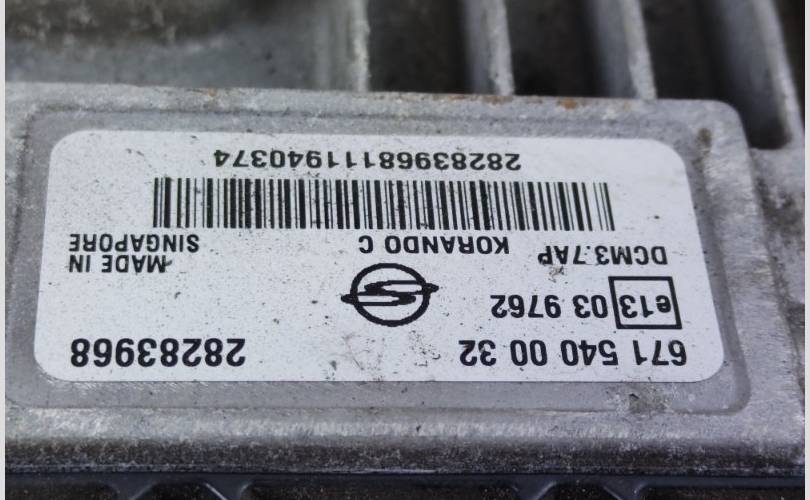 671 540 00 32 28283968
e13 03 9762
DCM3.7AP KORANDO C MADE IN
SINGAPORE
28283968111940374